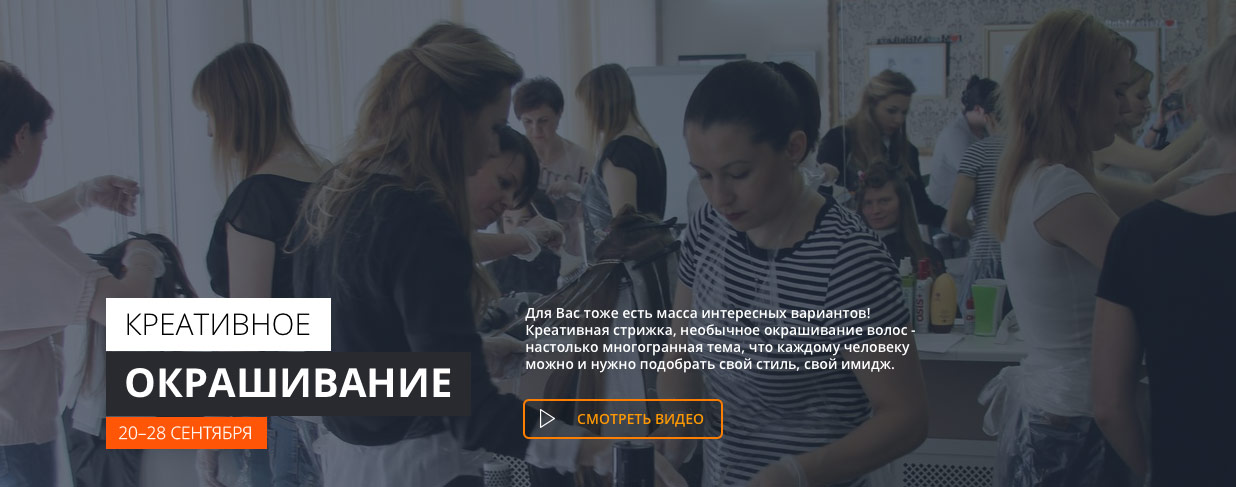 КРЕАТИВНОЕ
ОКРАШИВАНИЕ
20–28 СЕНТЯБРЯ
Для Вас тоже есть масса интересных вариантов!
Креативная стрижка, необычное окрашивание волос -
настолько многогранная тема, что каждому человеку
можно и нужно подобрать свой стиль, свой имидж.
СМОТРЕТЬ ВИДЕО